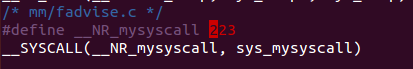 /* mm/fadvise.c */
#define __NR_mysyscall 223
__SYSCALL(__NR_mysyscall, sys_mysyscall)